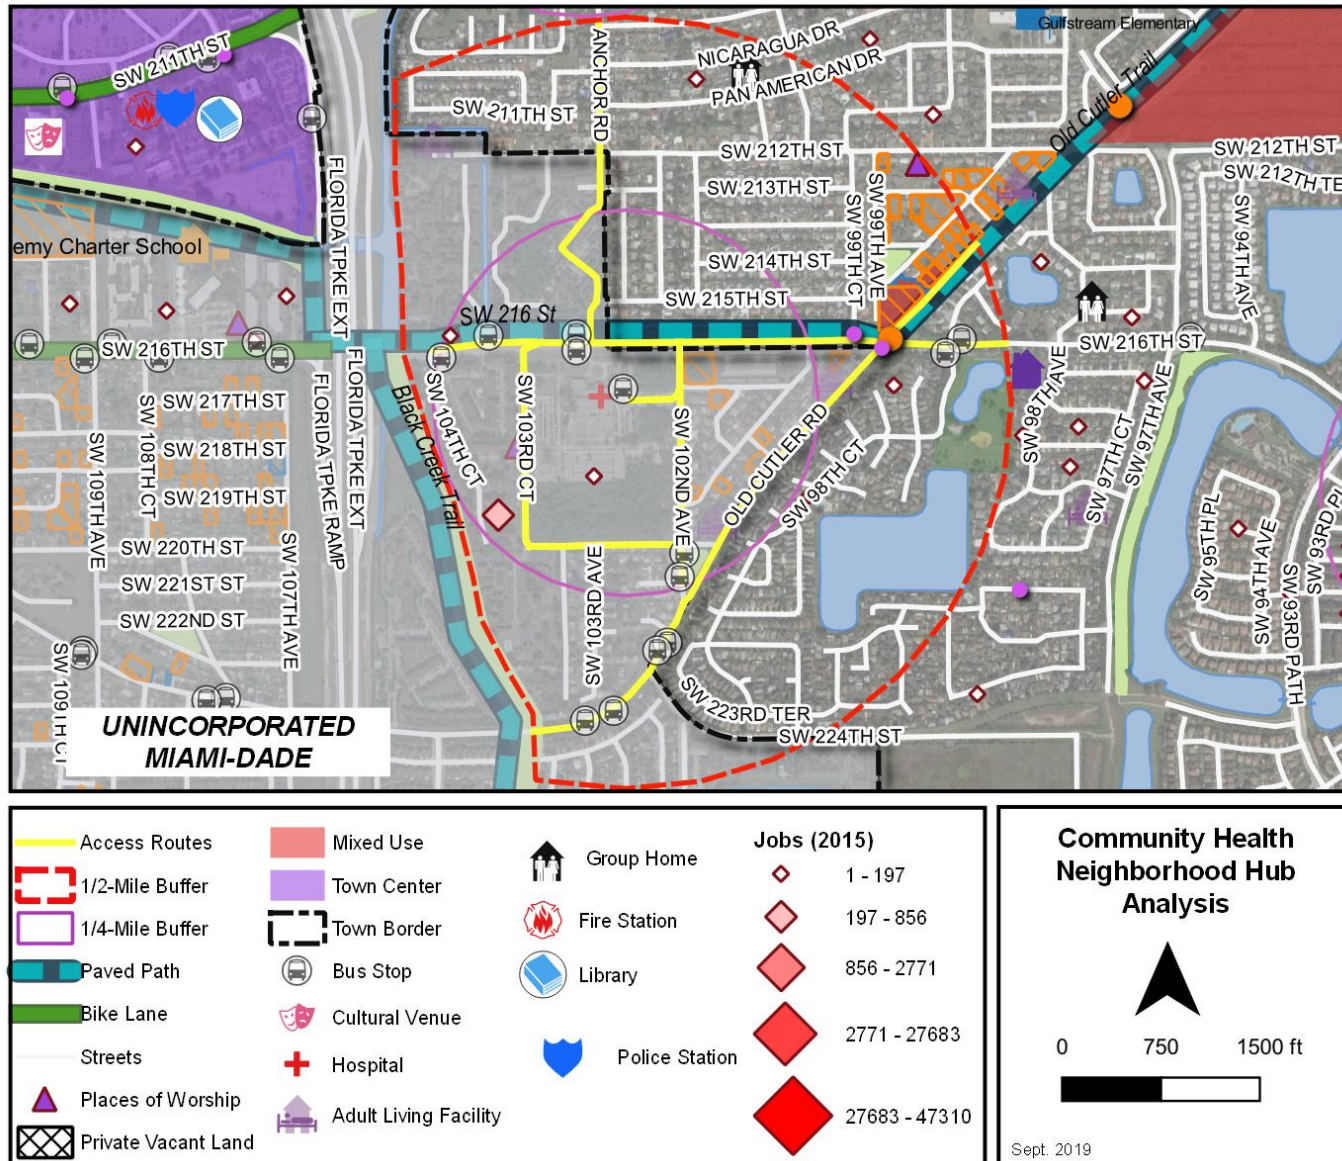 Gulfstream Elementary
SW 211TH ST
ANCHOR RD
NICARAGUA DR
PAN AMERICAN DR
SW 211TH ST
Old Cutler Trail
SW 212TH ST
SW 212TH ST
SW 212TH TE
SW 213TH ST
SW 99TH CT
SW 99TH AVE
SW 94TH AVE
FLORIDA TPKE EXT
emy Charter School
SW 214TH ST
SW 215TH ST
SW 216 St
SW 216TH ST
SW 216TH ST
SW 217TH ST
SW 218TH ST
SW 219TH ST
SW 220TH ST
SW 221ST ST
SW 222ND ST
SW 109TH AVE
SW 108TH CT
SW 107TH AVE
FLORIDA TPKE RAMP
FLORIDA TPKE EXT
Black Creek Trail
SW 104TH CT
SW 103RD CT
SW 102ND AVE
OLD CUTLER RD
SW 98TH CT
SW 98TH AVE
SW 97TH CT
SW 97TH AVE
SW 95TH PL
SW 94TH AVE
SW 93RD PATH
SW 93RD P
SWS
SW 103RD AVE
SW 109TH CT
SW 223RD TER
SW 224TH ST
UNINCORPORATED
MIAMI-DADE
Access Routes
1/2-Mile Buffer
1/4-Mile Buffer
Paved Path
Bike Lane
Streets
Places of Worship
Private Vacant Land
Mixed Use
Town Center
Town Border
Bus Stop
Cultural Venue
Hospital
Adult Living Facility
Group Home
Fire Station
Library
Police Station
Jobs (2015)
1 - 197
197 - 856
856 - 2771
2771 - 27683
27683 - 47310
Community Health
Neighborhood Hub
Analysis
0 750 1500 ft
Sept. 2019